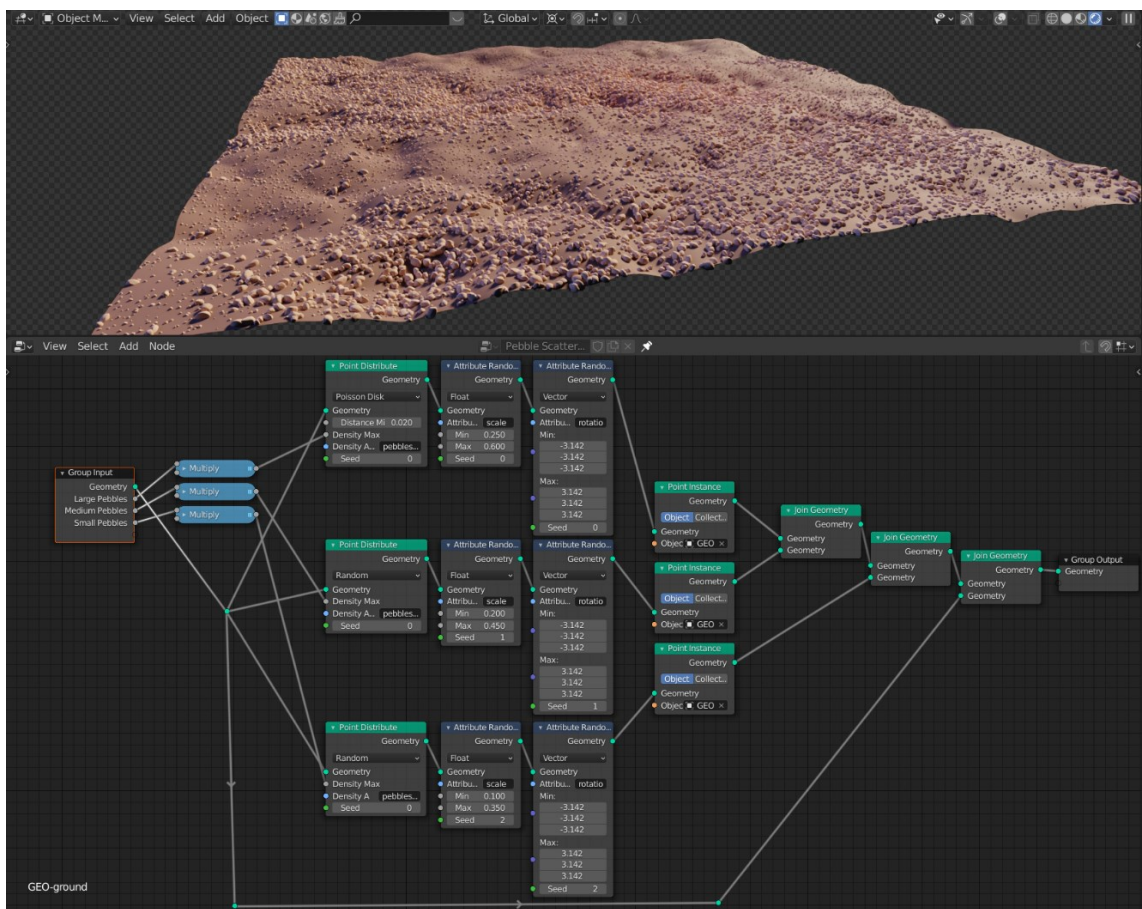 Object M... View Select Add Object
Global
View Select Add Node
Pebble Scatter...
Group Input
Geometry
Large Pebbles
Medium Pebbles
Small Pebbles
Multiply
Multiply
Multiply
Point Distribute
Geometry
Poisson Disk
Geometry
Distance Mi 0.020
Density Max
Density A.. pebbles...
Seed 0
Attribute Rando...
Geometry
Float
Geometry
Attribu... scale
Min 0.250
Max 0.600
Seed 0
Attribute Rando...
Geometry
Vector
Geometry
Attribu... rotatio
Min:
-3.142
-3.142
-3.142
Max:
3.142
3.142
3.142
Seed 0
Point Distribute
Geometry
Random
Geometry
Density Max
Density A.. pebbles...
Seed 0
Attribute Rando...
Geometry
Float
Geometry
Attribu... scale
Min 0.200
Max 0.450
Seed 1
Attribute Rando...
Geometry
Vector
Geometry
Attribu... rotatio
Min:
-3.142
-3.142
-3.142
Max:
3.142
3.142
3.142
Seed 1
Point Distribute
Geometry
Random
Geometry
Density Max
Density A pebbles...
Seed 0
Attribute Rando...
Geometry
Float
Geometry
Attribu... scale
Min 0.100
Max 0.350
Seed 2
Attribute Rando...
Geometry
Vector
Geometry
Attribu... rotatio
Min:
-3.142
-3.142
-3.142
Max:
3.142
3.142
3.142
Seed 2
Point Instance
Geometry
Object Collect...
Geometry
Objec GEO
Point Instance
Geometry
Object Collect...
Geometry
Objec GEO
Point Instance
Geometry
Object Collect...
Geometry
Objec GEO
Join Geometry
Geometry
Geometry
Geometry
Join Geometry
Geometry
Geometry
Geometry
Join Geometry
Geometry
Geometry
Geometry
Group Output
Geometry
GEO-ground